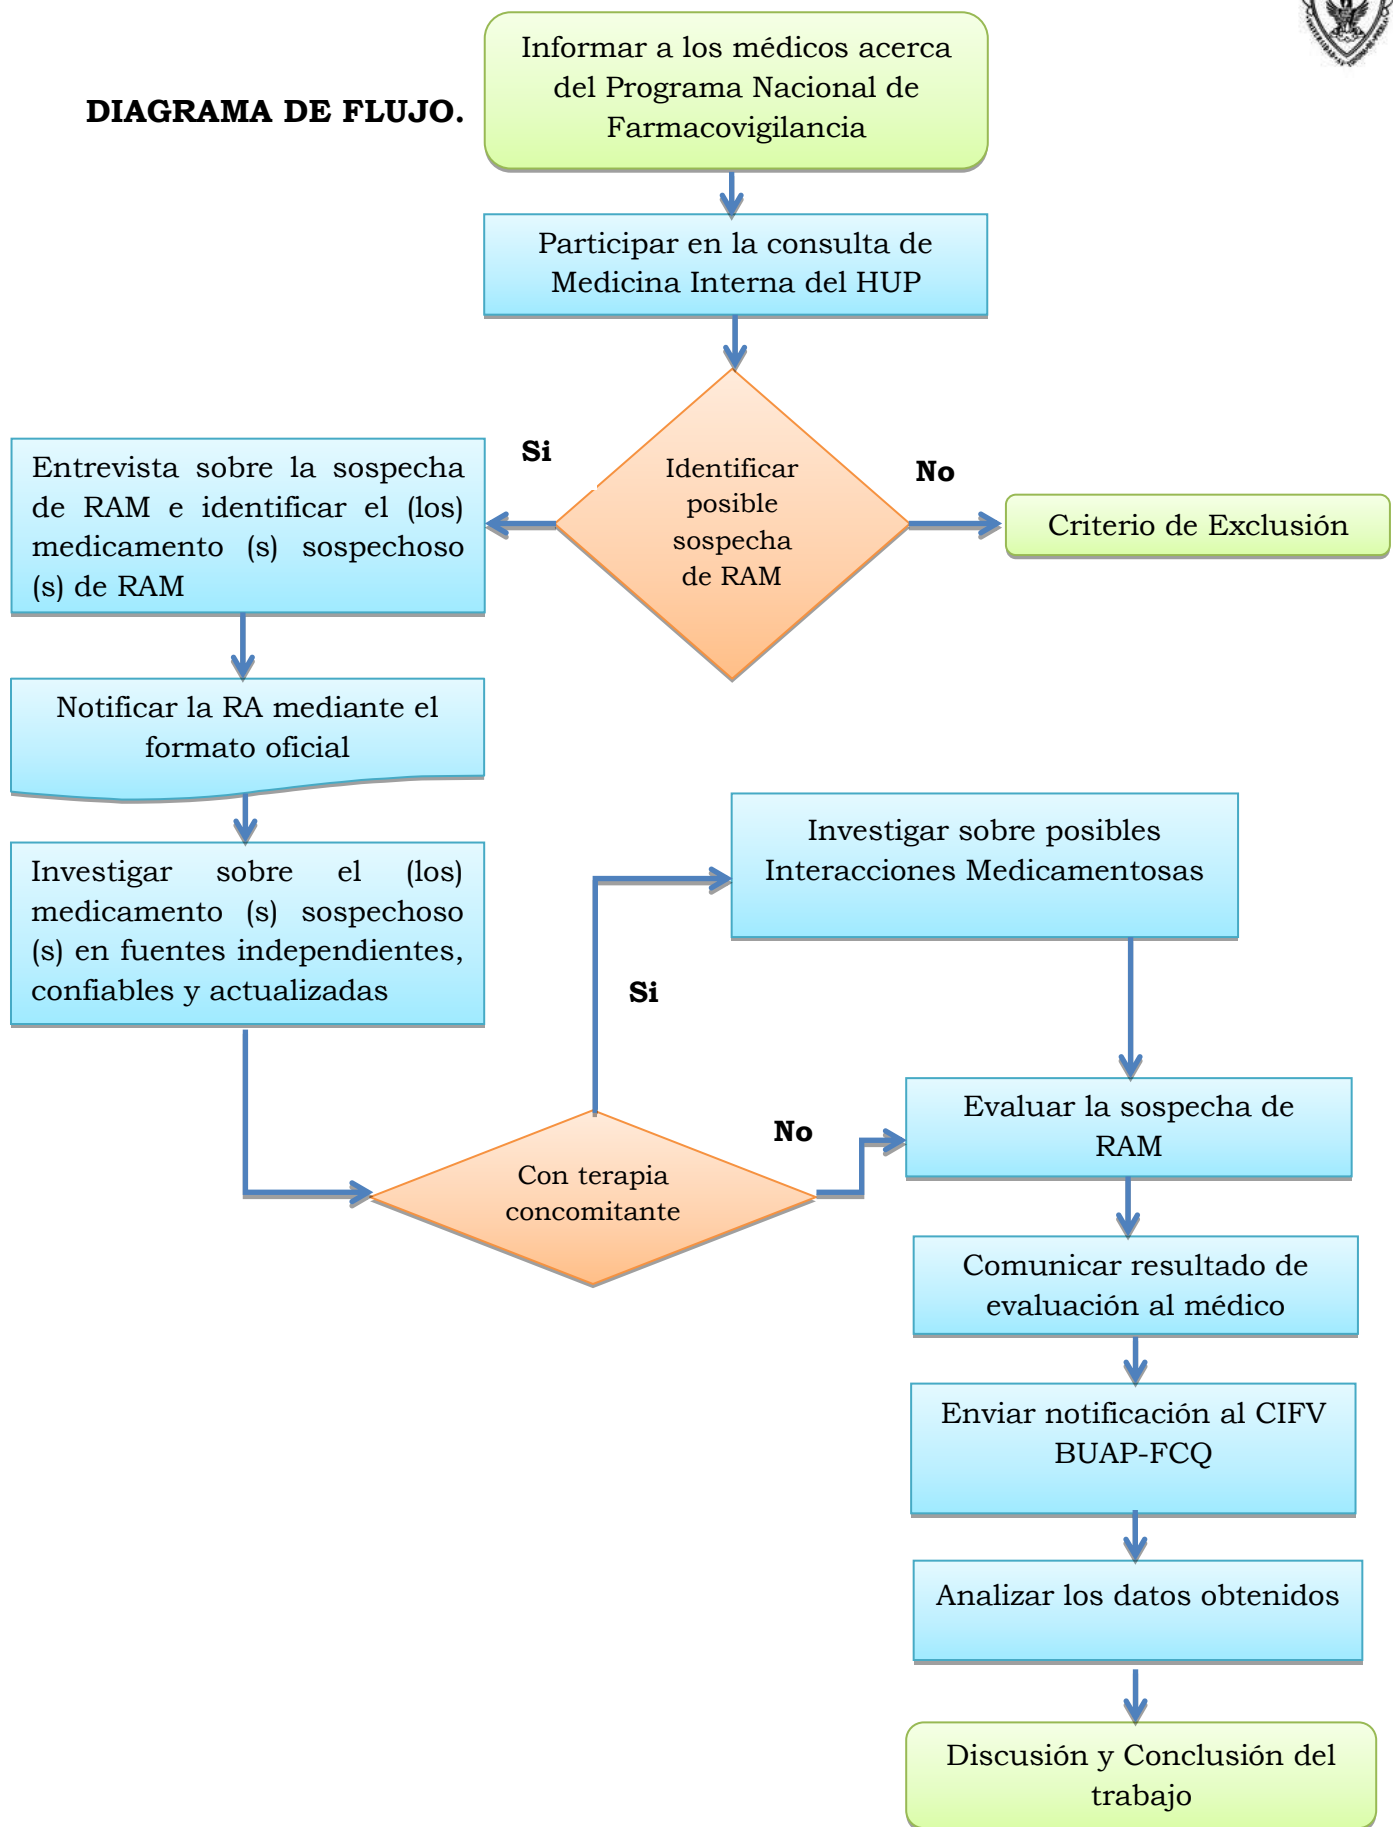 DIAGRAMA DE FLUJO.
Informar a los médicos acerca
del Programa Nacional de
Farmacovigilancia
Participar en la consulta de
Medicina Interna del HUP
Identificar
posible
sospecha
de RAM
Si
No
Criterio de Exclusión
Entrevista sobre la sospecha
de RAM e identificar el (los)
medicamento (s) sospechoso
(s) de RAM
Notificar la RA mediante el
formato oficial
Investigar sobre el (los)
medicamento (s) sospechoso
(s) en fuentes independientes,
confiables y actualizadas
Con terapia
concomitante
Si
No
Investigar sobre posibles
Interacciones Medicamentosas
Evaluar la sospecha de
RAM
Comunicar resultado de
evaluación al médico
Enviar notificación al CIFV
BUAP-FCQ
Analizar los datos obtenidos
Discusión y Conclusión del
trabajo